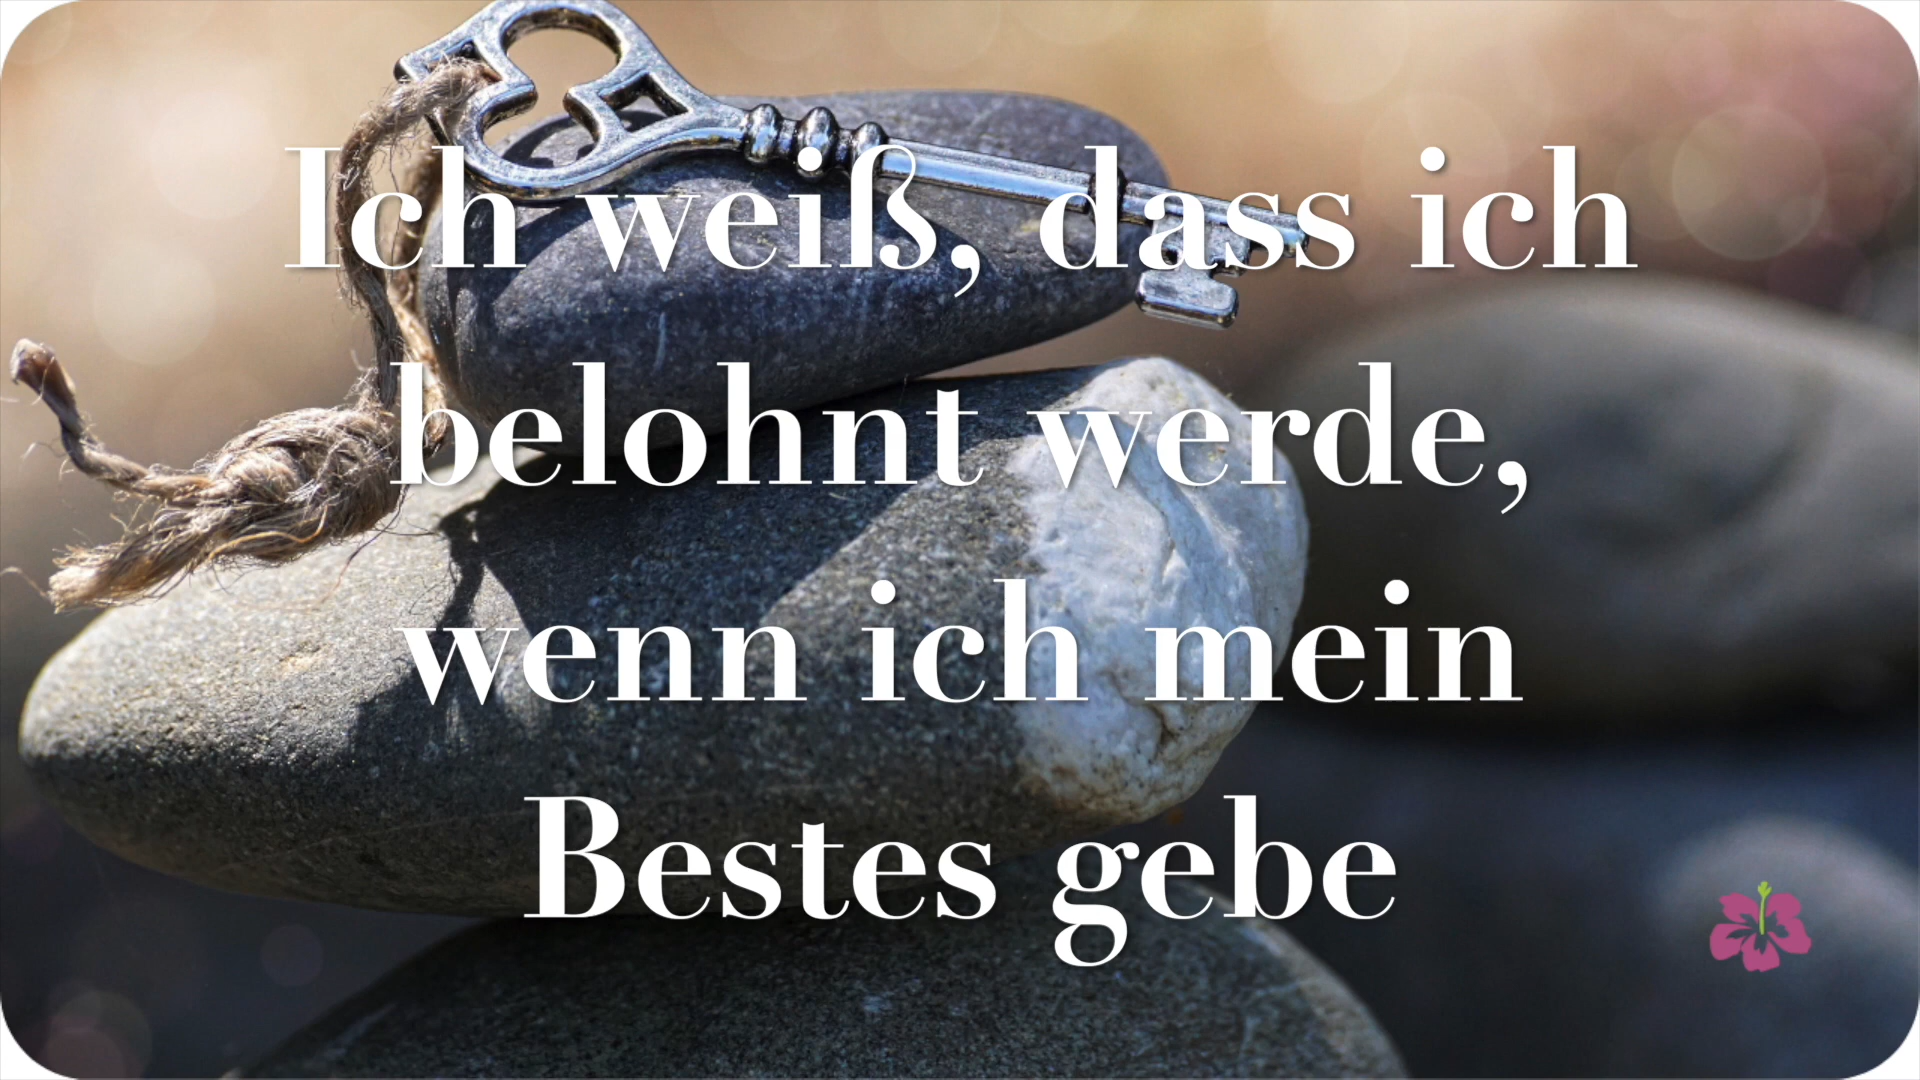 Ich weiß, dass ich
belohnt werde,
wenn ich mein
Bestes gebe